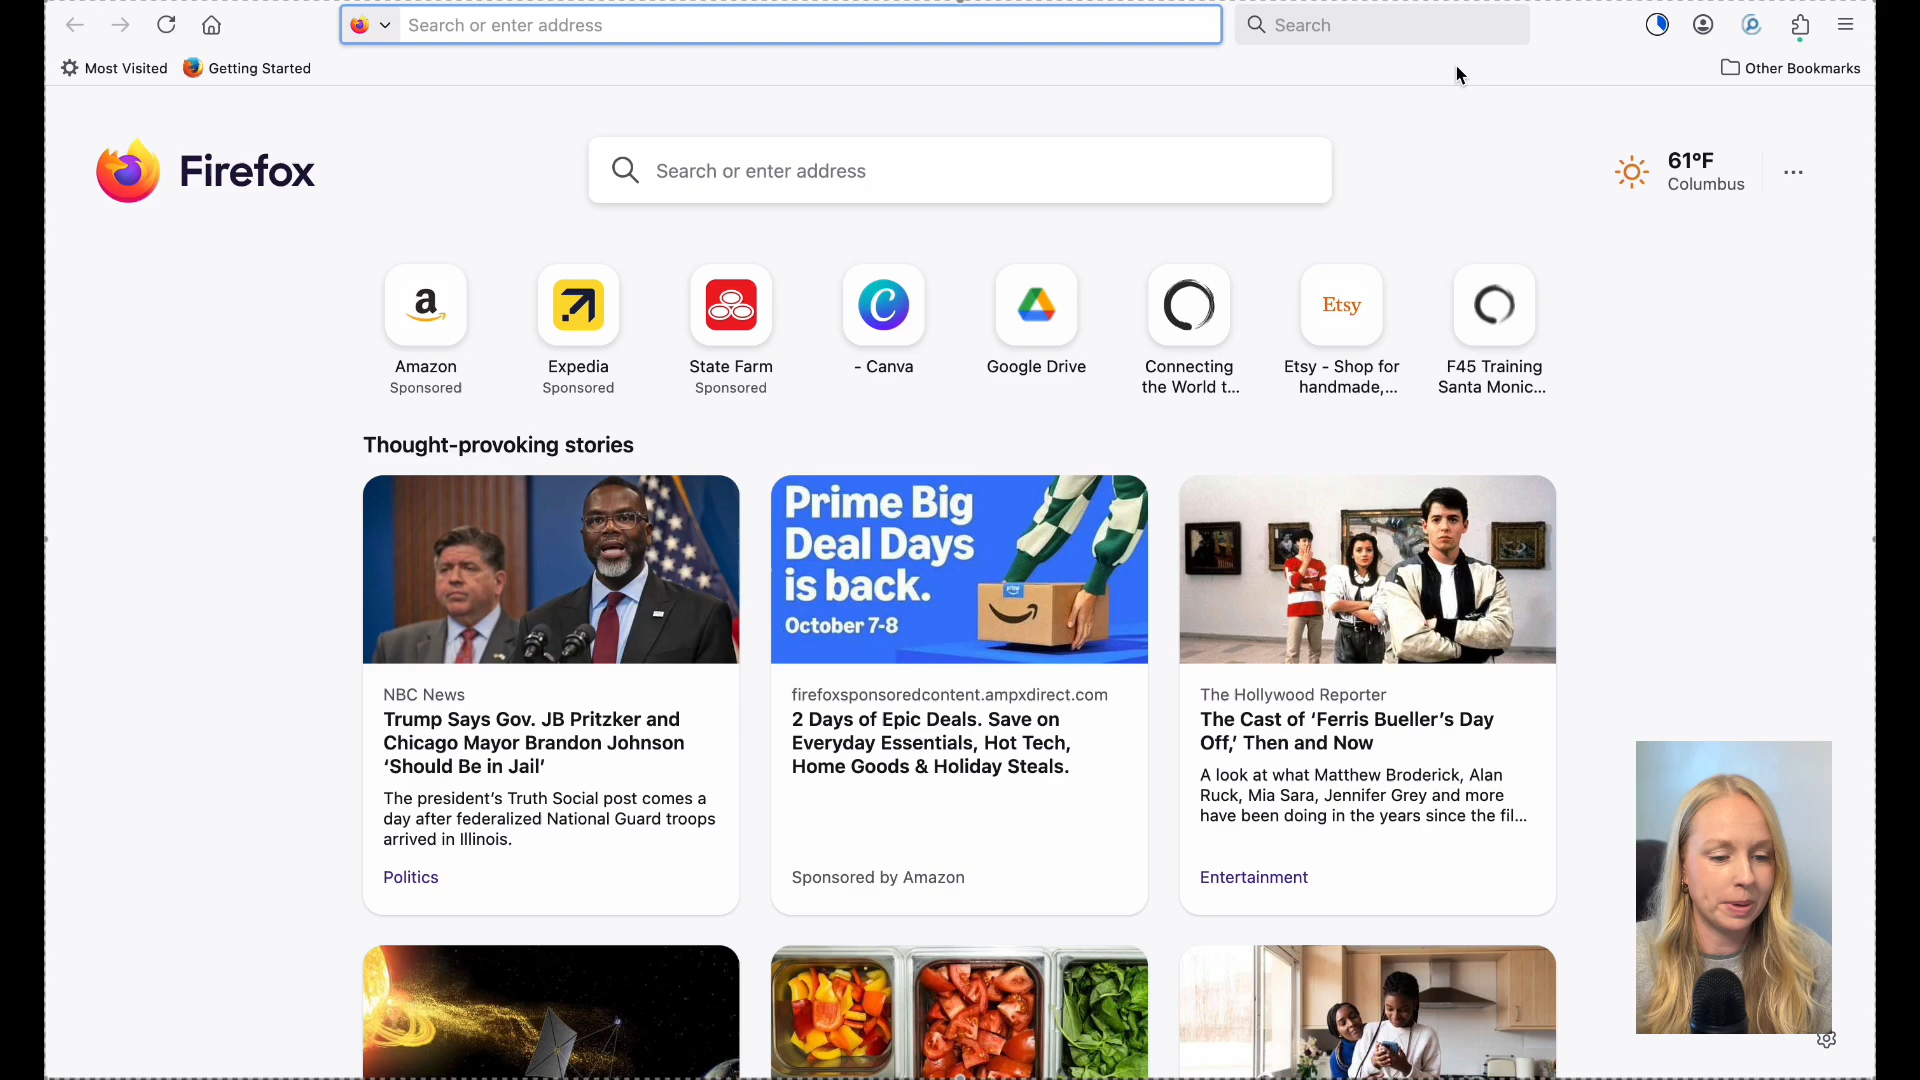 Search or enter address
Search
Most Visited
Getting Started
Other Bookmarks
Firefox
Search or enter address
61°F
Columbus
a
Etsy
Amazon
Sponsored
Expedia
Sponsored
State Farm
Sponsored
- Canva
Google Drive
Connecting
the World t...
Etsy - Shop for
handmade,...
F45 Training
Santa Monic...
Thought-provoking stories
Prime Big
Deal Days
is back.
October 7-8
prime
NBC News
Trump Says Gov. JB Pritzker and
Chicago Mayor Brandon Johnson
‘Should Be in Jail’
The president’s Truth Social post comes a
day after federalized National Guard troops
arrived in Illinois.
Politics
firefoxsponsoredcontent.ampxdirect.com
2 Days of Epic Deals. Save on
Everyday Essentials, Hot Tech,
Home Goods & Holiday Steals.
Sponsored by Amazon
The Hollywood Reporter
The Cast of ‘Ferris Bueller’s Day
Off,’ Then and Now
A look at what Matthew Broderick, Alan
Ruck, Mia Sara, Jennifer Grey and more
have been doing in the years since the fil...
Entertainment